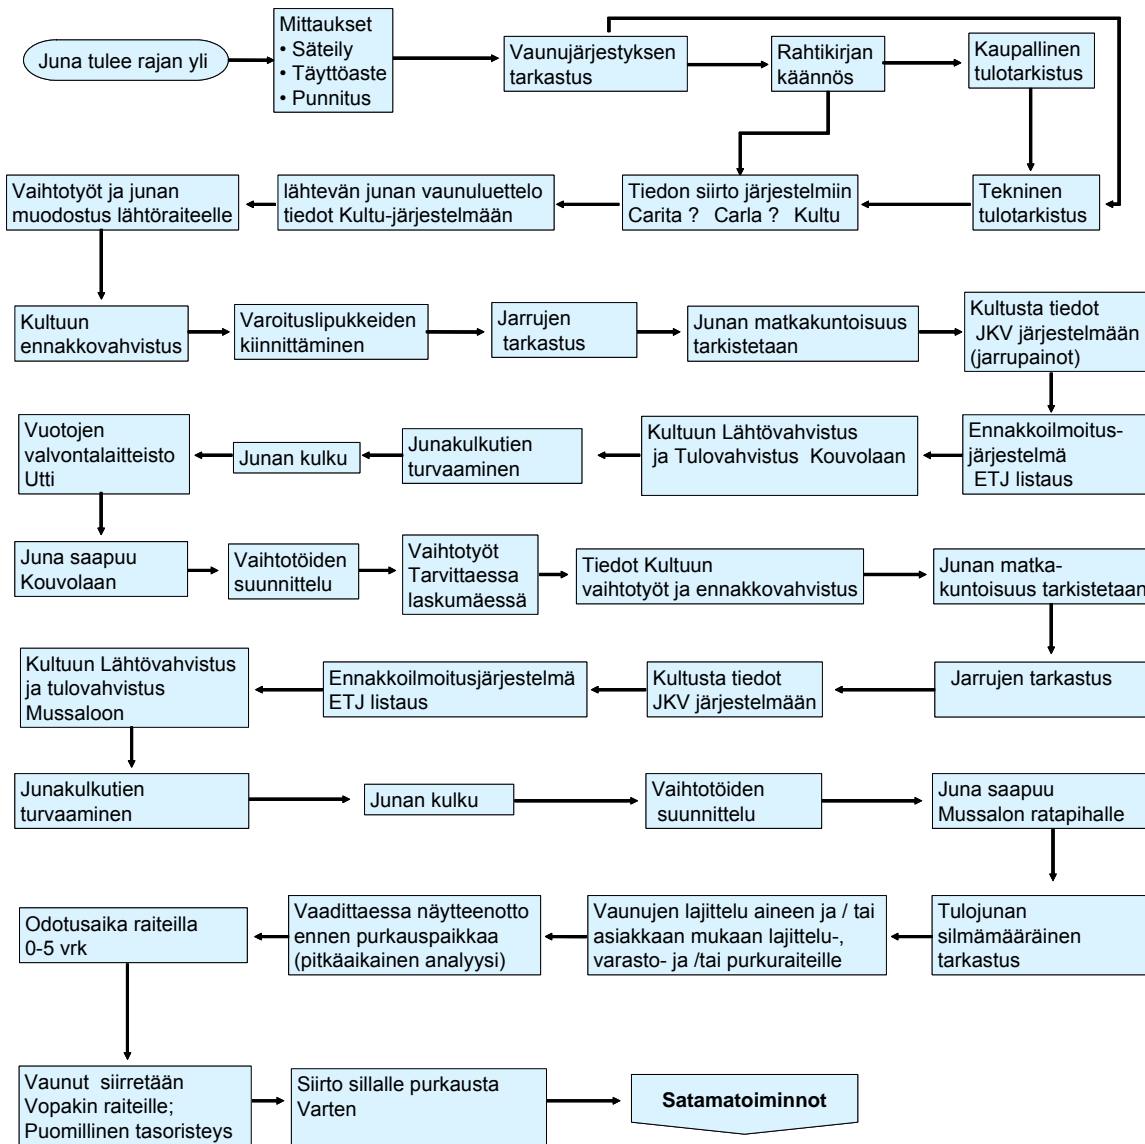 Juna tulee rajan yli
Mittaukset
• Säteily
• Täyttöaste
• Punnitus
Vaunujärjestyksen
tarkastus
Rahtikirjan
käännös
Kaupallinen
tulotarkistus
Tekninen
tulotarkistus
Tiedon siirto järjestelmiin
Carita ? Carla ? Kultu
lähtevän junan vaunuluettelo
tiedot Kultu-järjestelmään
Vaihtotyöt ja junan
muodostus lähtöraiteelle
Kultuun
ennakkovahvistus
Varoituslipukkeiden
kiinnittäminen
Jarrujen
tarkastus
Junan matkakuntoisuus
tarkistetaan
Kultusta tiedot
JKV järjestelmään
(jarrupainot)
Ennakkoilmoitus-
järjestelmä
ETJ listaus
Kultuun Lähtövahvistus
ja Tulovahvistus Kouvolaan
Junakulkutien
turvaaminen
Junan kulku
Vuotojen
valvontalaitteisto
Utti
Juna saapuu
Kouvolaan
Vaihtotöiden
suunnittelu
Vaihtotyöt
Tarvittaessa
laskumäessä
Tiedot Kultuun
vaihtotyöt ja ennakkovahvistus
Junan matka-
kuntoisuus tarkistetaan
Jarrujen tarkastus
Kultusta tiedot
JKV järjestelmään
Ennakkoilmoitusjärjestelmä
ETJ listaus
Kultuun Lähtövahvistus
ja tulovahvistus
Mussaloon
Junakulkutien
turvaaminen
Junan kulku
Vaihtotöiden
suunnittelu
Juna saapuu
Mussalon ratapihalle
Tulojunan
silmämääräinen
tarkastus
Vaunujen lajittelu aineen ja / tai
asiakkaan mukaan lajittelu-,
varasto- ja /tai purkuraiteille
Vaadittaessa näytteenotto
ennen purkauspaikkaa
(pitkäaikainen analyysi)
Odotusaika raiteilla
0-5 vrk
Vaunut siirretään
Vopakin raiteille;
Puomillinen tasoristeys
Siirto sillalle purkausta
Varten
Satamatoiminnot